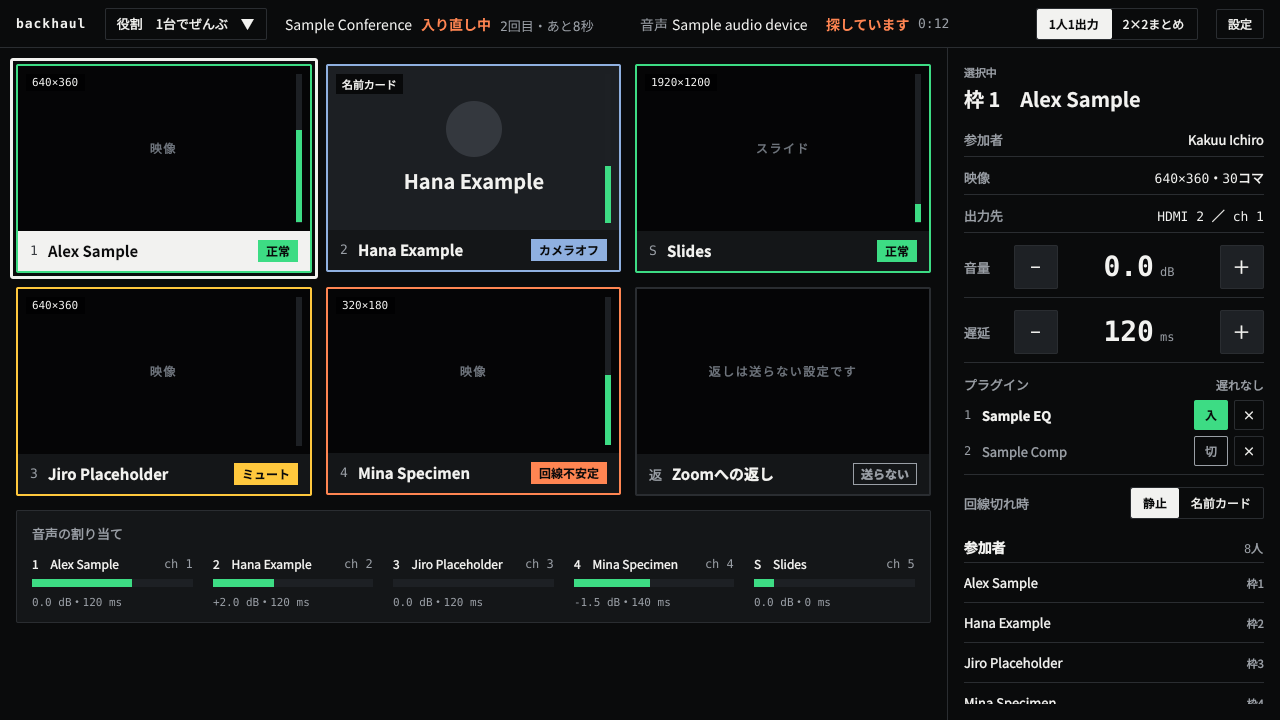 backhaul 役割 1台でぜんぶ ▼ Sample Conference 入り直し中 2回目・あと8秒 音声 Sample audio device 探しています 0:12 1人1出力 2×2まとめ 設定
640×360
映像
1 Alex Sample 正常
名前カード
Hana Example
2 Hana Example カメラオフ
1920×1200
スライド
S Slides 正常
640×360
映像
3 Jiro Placeholder ミュート
320×180
映像
4 Mina Specimen 回線不安定
返しは送らない設定です
返 Zoomへの返し 送らない
音声の割り当て
1 Alex Sample ch 1
0.0 dB・120 ms
2 Hana Example ch 2
+2.0 dB・120 ms
3 Jiro Placeholder ch 3
0.0 dB・120 ms
4 Mina Specimen ch 4
-1.5 dB・140 ms
S Slides ch 5
0.0 dB・0 ms
選択中
枠 1 Alex Sample
参加者 Kakuu Ichiro
映像 640×360・30コマ
出力先 HDMI 2 ／ ch 1
音量 − 0.0 dB ＋
遅延 − 120 ms ＋
プラグイン 遅れなし
1 Sample EQ 入 ×
2 Sample Comp 切 ×
回線切れ時 静止 名前カード
参加者 8人
Alex Sample 枠1
Hana Example 枠2
Jiro Placeholder 枠3
Mina Specimen 枠4